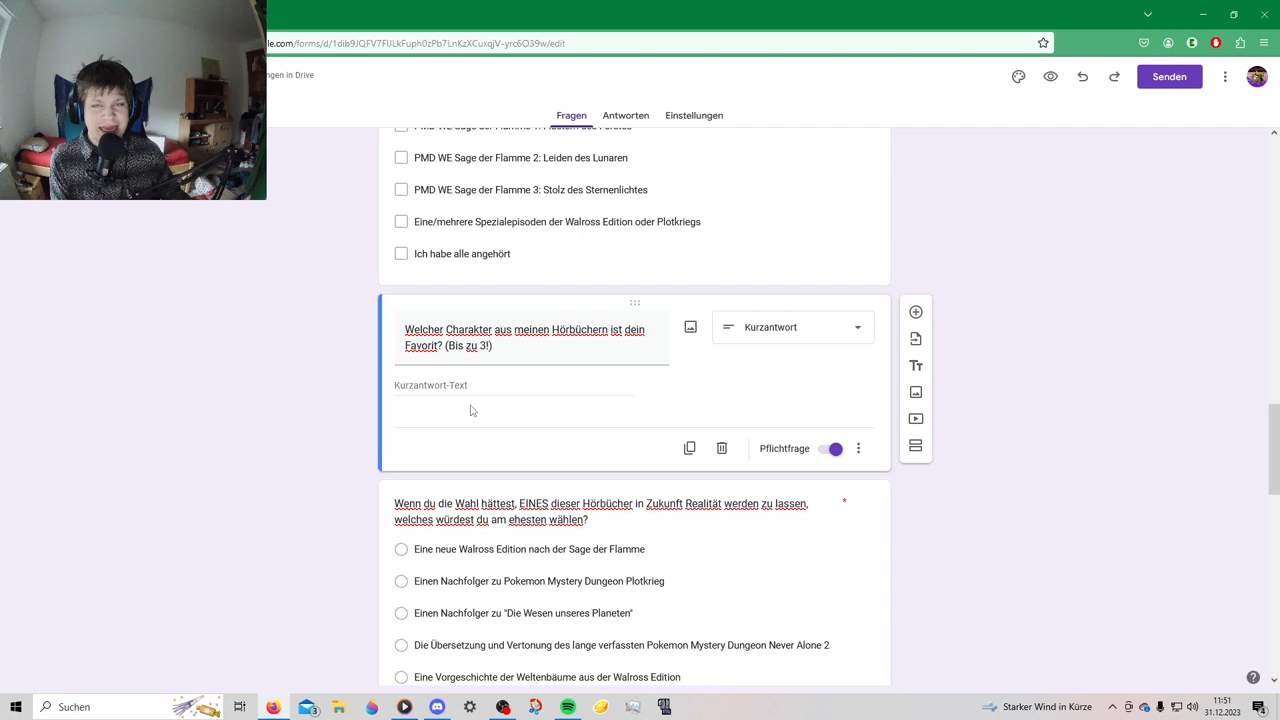 le.com/forms/d/1dib9JQFV7FlJLkFuph0zPb7LnKzXCuxqjV-yrc6O39w/edit
ngen in Drive
Senden
Fragen Antworten Einstellungen
PMD WE Sage der Flamme 2: Leiden des Lunaren
PMD WE Sage der Flamme 3: Stolz des Sternenlichtes
Eine/mehrere Spezialepisoden der Walross Edition oder Plotkriegs
Ich habe alle angehört
Welcher Charakter aus meinen Hörbüchern ist dein
Favorit? (Bis zu 3!)
Kurzantwort
Kurzantwort-Text
Pflichtfrage
Wenn du die Wahl hättest, EINES dieser Hörbücher in Zukunft Realität werden zu lassen, *
welches würdest du am ehesten wählen?
Eine neue Walross Edition nach der Sage der Flamme
Einen Nachfolger zu Pokemon Mystery Dungeon Plotkrieg
Einen Nachfolger zu "Die Wesen unseres Planeten"
Die Übersetzung und Vertonung des lange verfassten Pokemon Mystery Dungeon Never Alone 2
Eine Vorgeschichte der Weltenbäume aus der Walross Edition
Suchen
3
Starker Wind in Kürze
11:51
31.12.2023